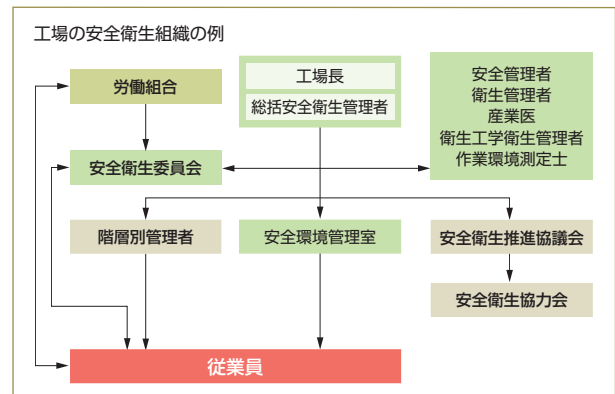 工場の安全衛生組織の例
労働組合
工場長
総括安全衛生管理者
安全管理者
衛生管理者
産業医
衛生工学衛生管理者
作業環境測定士
安全衛生委員会
階層別管理者
安全環境管理室
安全衛生推進協議会
安全衛生協力会
従業員